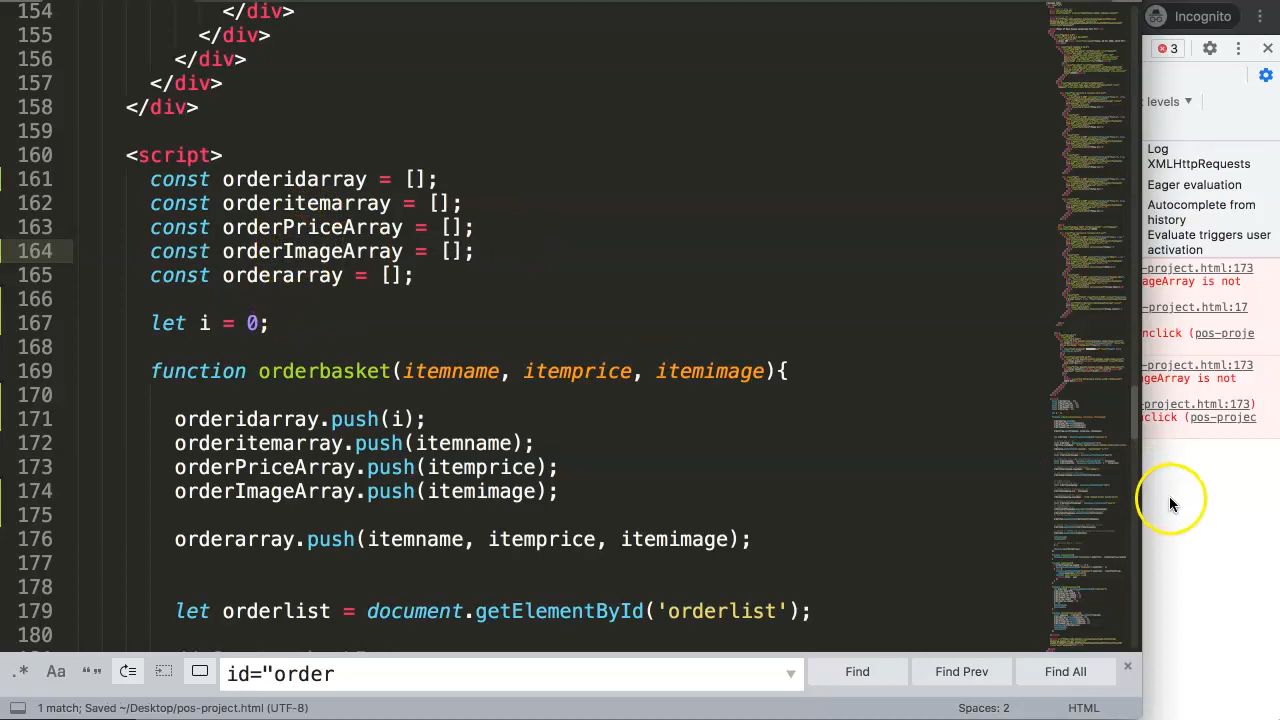 154 </div>
155 </div>
156 </div>
157 </div>
158 </div>
159
160 <script>
161 const orderidarray = [];
162 const orderitemarray = [];
163 const orderPriceArray = [];
164 const orderImageArray = [];
165 const orderarray = [];
166
167 let i = 0;
168
169 function orderbasket(itemname, itemprice, itemimage){
170
171 orderidarray.push(i);
172 orderitemarray.push(itemname);
173 orderPriceArray.push(itemprice);
174 orderImageArray.push(itemimage);
175
176 orderarray.push(itemname, itemprice, itemimage);
177
178
179 let orderlist = document.getElementById('orderlist');
180
.* Aa “” id="order Find Find Prev Find All ×
1 match; Saved ~/Desktop/pos-project.html (UTF-8) Spaces: 2 HTML
Incognito
3
levels
Log
XMLHttpRequests
Eager evaluation
Autocomplete from
history
Evaluate triggers user
activation
-project.html:173
ageArray is not
-project.html:17
nclick (pos-proje
-project.html:173
ageArray is not
project.html:173)
nclick (pos-projec